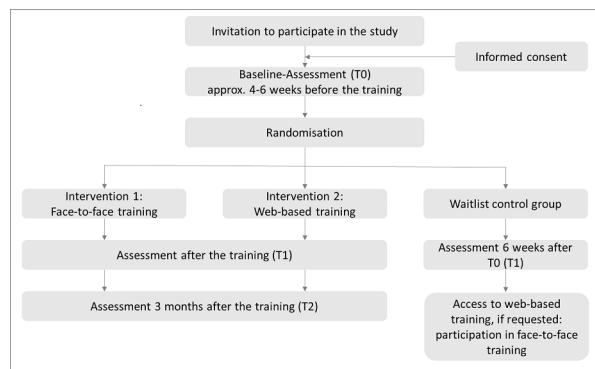 Invitation to participate in the study
Informed consent
Baseline-Assessment (T0)
approx. 4-6 weeks before the training
Randomisation
Intervention 1:
Face-to-face training
Intervention 2:
Web-based training
Waitlist control group
Assessment after the training (T1)
Assessment 6 weeks after
T0 (T1)
Assessment 3 months after the training (T2)
Access to web-based
training, if requested:
participation in face-to-face
training